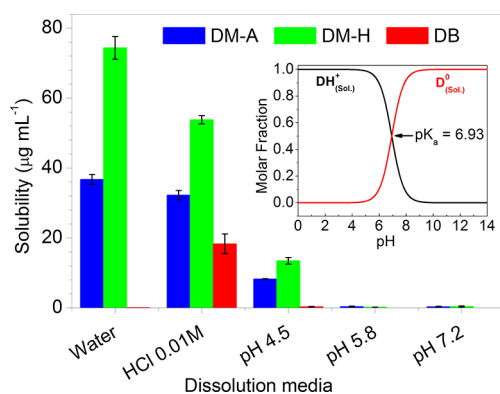 DM-A DM-H DB
Solubility (µg mL⁻¹)
80
60
40
20
0
Water
HCl 0.01M
pH 4.5
pH 5.8
pH 7.2
Dissolution media
Molar Fraction
1.0
0.8
0.6
0.4
0.2
0.0
DH⁺(Sol.)
D⁰(Sol.)
pKa = 6.93
0 2 4 6 8 10 12 14
pH